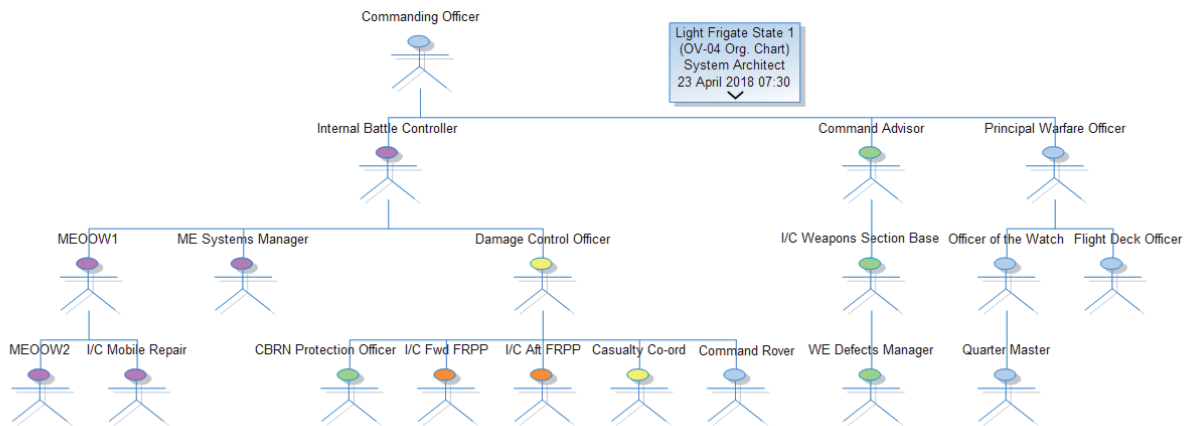 Commanding Officer
Light Frigate State 1
(OV-04 Org. Chart)
System Architect
23 April 2018 07:30
Internal Battle Controller
Command Advisor
Principal Warfare Officer
MEOOW1
ME Systems Manager
Damage Control Officer
I/C Weapons Section Base
Officer of the Watch
Flight Deck Officer
MEOOW2
I/C Mobile Repair
CBRN Protection Officer
I/C Fwd FRPP
I/C Aft FRPP
Casualty Co-ord
Command Rover
WE Defects Manager
Quarter Master